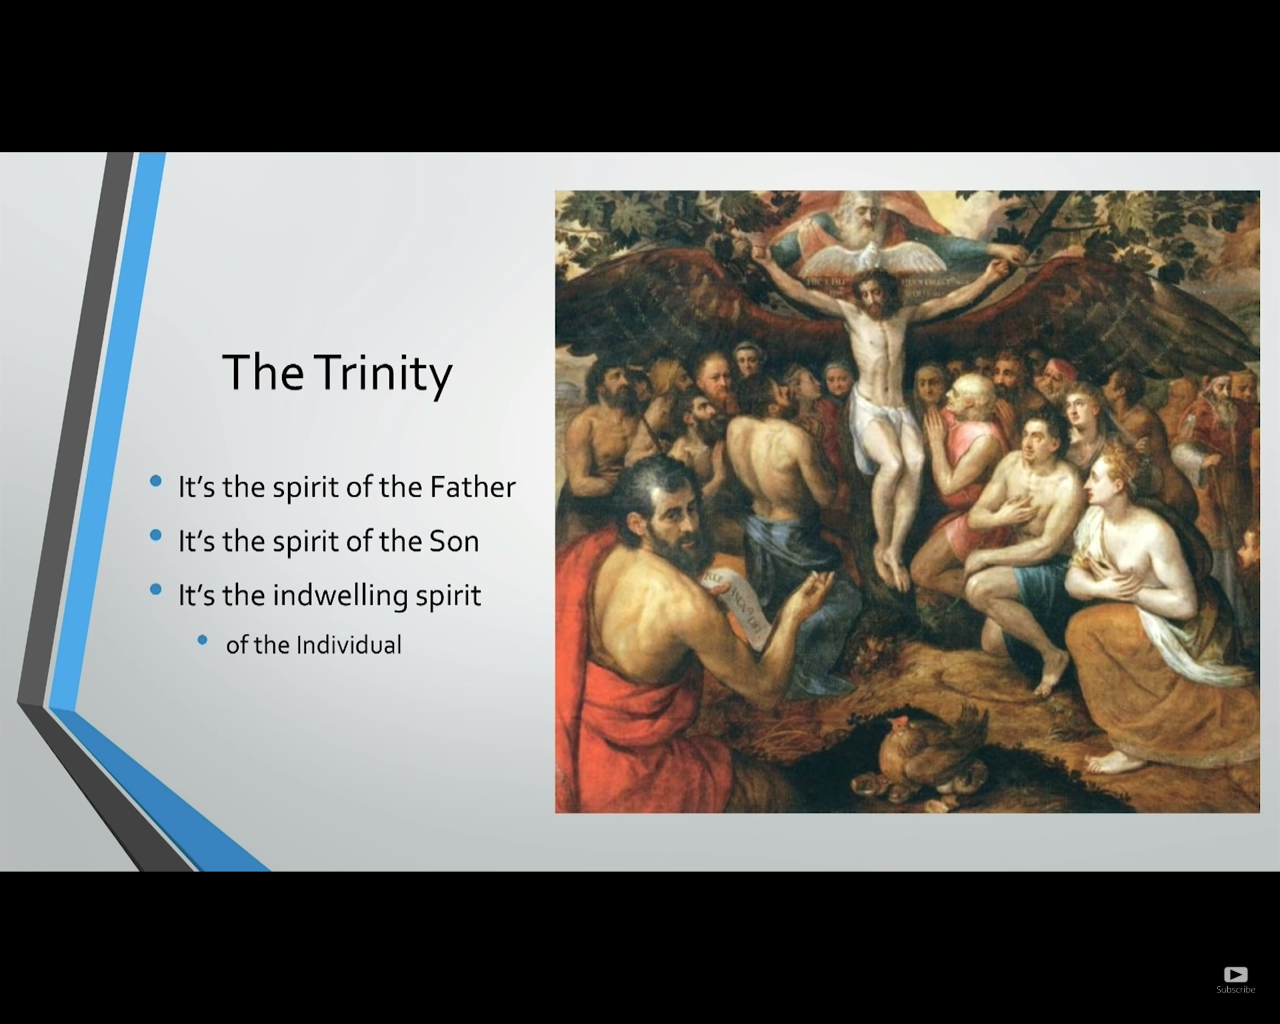 The Trinity
It's the spirit of the Father
It's the spirit of the Son
It's the indwelling spirit
of the Individual
Subscribe